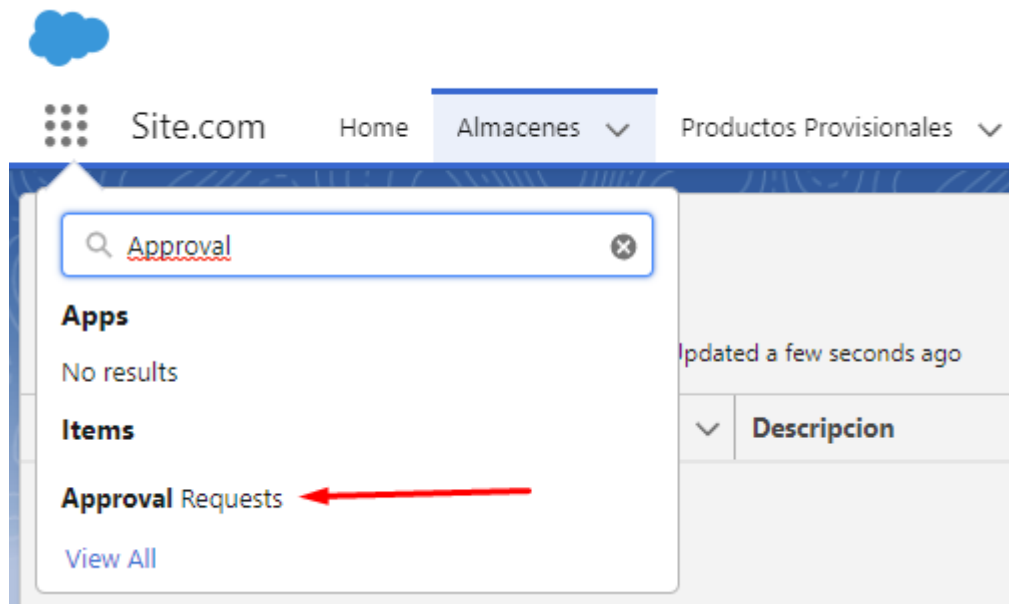 Site.com Home Almacenes Productos Provisionales
Approval
Apps
No results
Updated a few seconds ago
Items
Descripcion
Approval Requests
View All